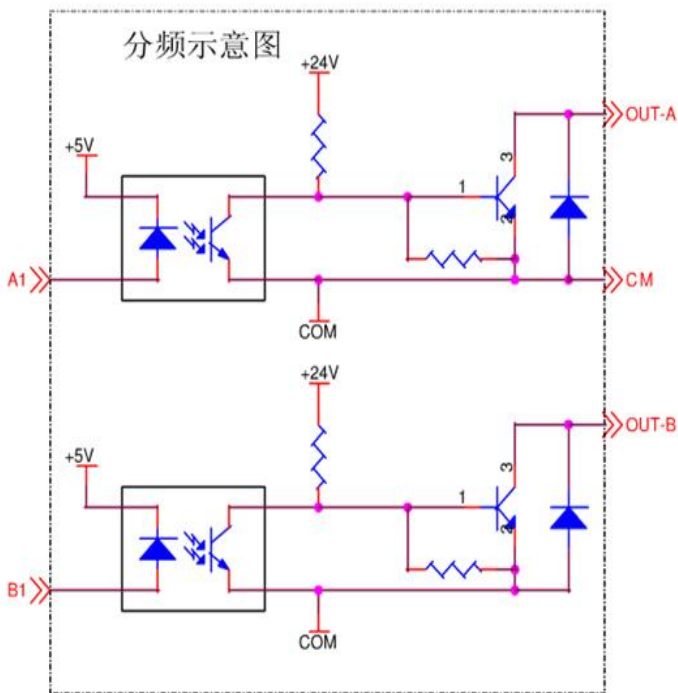 分频示意图
+24V
OUT-A
+5V
3
1
2
A1
CM
COM
+24V
OUT-B
+5V
3
1
2
B1
COM